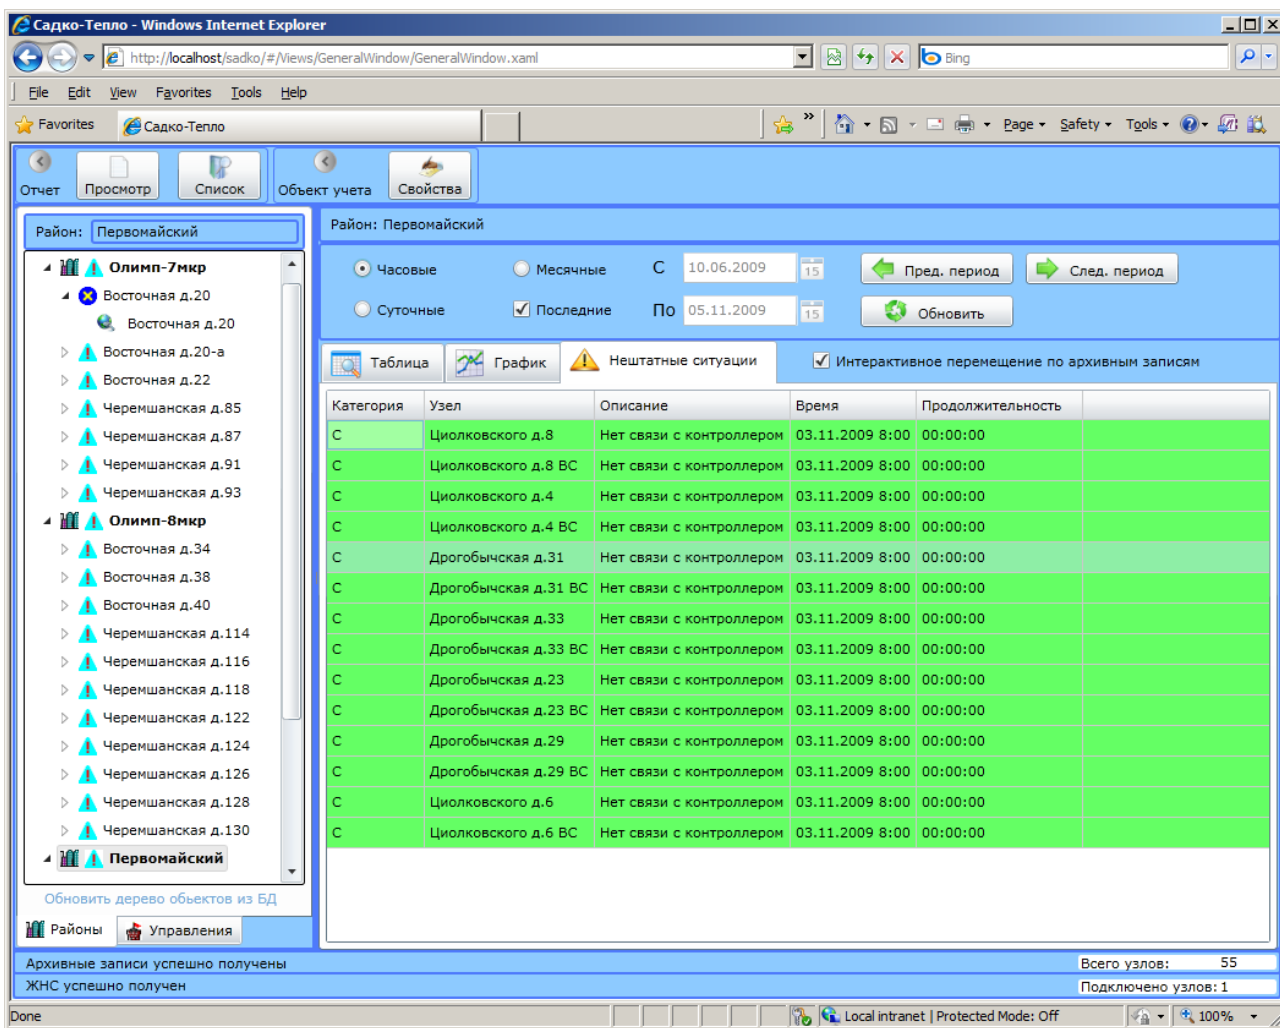 Садко-Тепло - Windows Internet Explorer
http://localhost/sadko/#/Views/GeneralWindow/GeneralWindow.xaml
Bing
File Edit View Favorites Tools Help
Favorites Садко-Тепло Page Safety Tools
Отчет Просмотр Список Объект учета Свойства
Район: Первомайский
Олимп-7мкр
Восточная д.20
Восточная д.20
Восточная д.20-а
Восточная д.22
Черемшанская д.85
Черемшанская д.87
Черемшанская д.91
Черемшанская д.93
Олимп-8мкр
Восточная д.34
Восточная д.38
Восточная д.40
Черемшанская д.114
Черемшанская д.116
Черемшанская д.118
Черемшанская д.122
Черемшанская д.124
Черемшанская д.126
Черемшанская д.128
Черемшанская д.130
Первомайский
Обновить дерево обьектов из БД
Районы Управления
Район: Первомайский
Часовые Месячные С 10.06.2009 15 Пред. период След. период
Суточные Последние По 05.11.2009 15 Обновить
Таблица График Нештатные ситуации Интерактивное перемещение по архивным записям
Категория Узел Описание Время Продолжительность
С Циолковского д.8 Нет связи с контроллером 03.11.2009 8:00 00:00:00
С Циолковского д.8 ВС Нет связи с контроллером 03.11.2009 8:00 00:00:00
С Циолковского д.4 Нет связи с контроллером 03.11.2009 8:00 00:00:00
С Циолковского д.4 ВС Нет связи с контроллером 03.11.2009 8:00 00:00:00
С Дрогобычская д.31 Нет связи с контроллером 03.11.2009 8:00 00:00:00
С Дрогобычская д.31 ВС Нет связи с контроллером 03.11.2009 8:00 00:00:00
С Дрогобычская д.33 Нет связи с контроллером 03.11.2009 8:00 00:00:00
С Дрогобычская д.33 ВС Нет связи с контроллером 03.11.2009 8:00 00:00:00
С Дрогобычская д.23 Нет связи с контроллером 03.11.2009 8:00 00:00:00
С Дрогобычская д.23 ВС Нет связи с контроллером 03.11.2009 8:00 00:00:00
С Дрогобычская д.29 Нет связи с контроллером 03.11.2009 8:00 00:00:00
С Дрогобычская д.29 ВС Нет связи с контроллером 03.11.2009 8:00 00:00:00
С Циолковского д.6 Нет связи с контроллером 03.11.2009 8:00 00:00:00
С Циолковского д.6 ВС Нет связи с контроллером 03.11.2009 8:00 00:00:00
Архивные записи успешно получены Всего узлов: 55
ЖНС успешно получен Подключено узлов: 1
Done Local intranet | Protected Mode: Off 100%